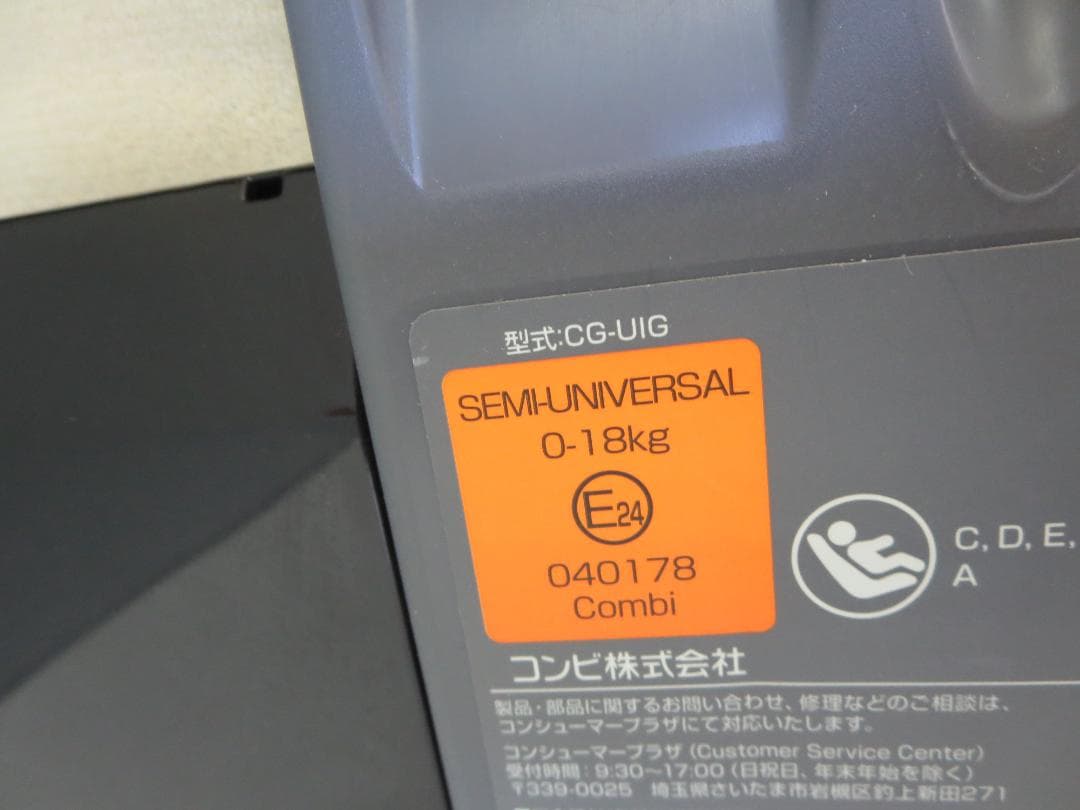 型式:CG-UIG
SEMI-UNIVERSAL
0-18kg
E24
040178
Combi
C, D, E,
A
コンビ株式会社
製品・部品に関するお問い合わせ、修理などのご相談は、
コンシューマープラザにて対応いたします。
コンシューマープラザ (Customer Service Center)
受付時間:9:30〜17:00 (日祝日、年末年始を除く)
〒339-0025 埼玉県さいたま市岩槻区釣上新田271